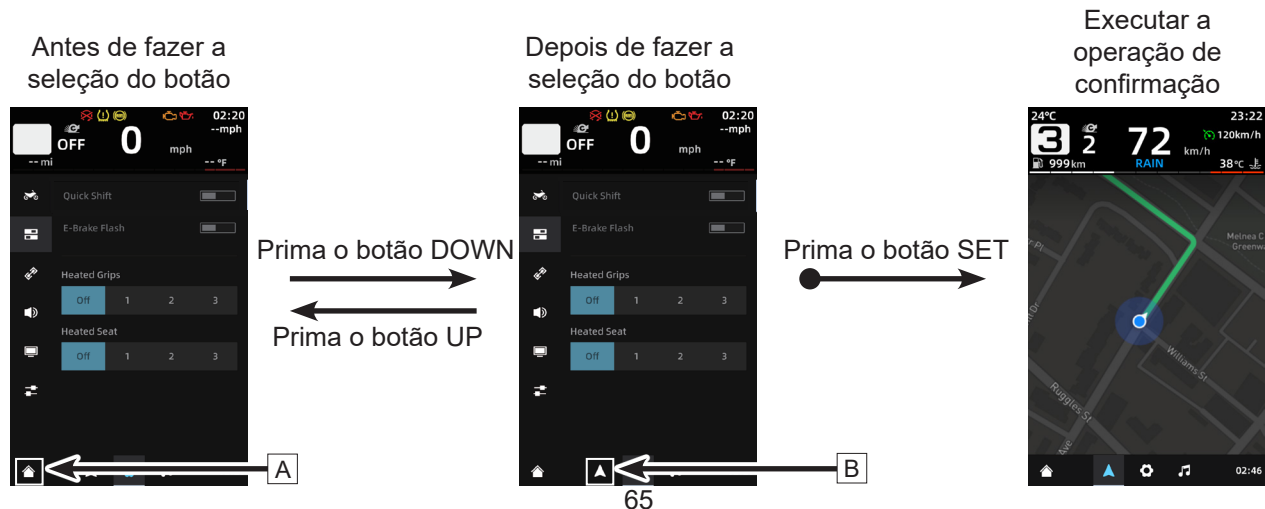 Antes de fazer a
seleção do botão
02:20
--mph
OFF
0
mph
-- mi
-- °F
Quick Shift
E-Brake Flash
Heated Grips
Off 1 2 3
Heated Seat
Off 1 2 3
A
Prima o botão DOWN
Prima o botão UP
Depois de fazer a
seleção do botão
02:20
--mph
OFF
0
mph
-- mi
-- °F
Quick Shift
E-Brake Flash
Heated Grips
Off 1 2 3
Heated Seat
Off 1 2 3
B
Prima o botão SET
Executar a
operação de
confirmação
24°C 23:22
3 2 72 km/h 120km/h
999km RAIN 38°C
Melnea C
Greenw
Williams St
Ruggles St
Ave
02:46
65